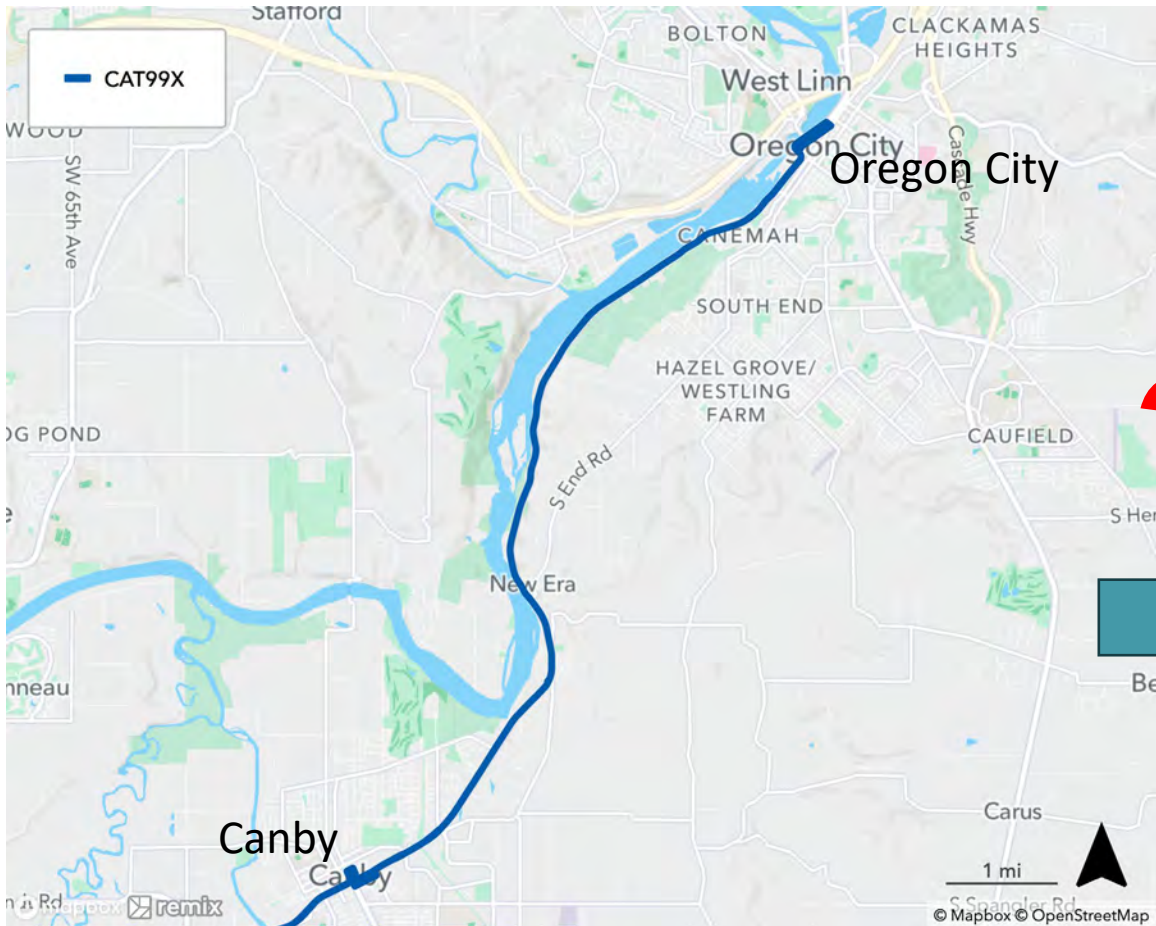 Stafford
BOLTON
CLACKAMAS
HEIGHTS
CAT99X
West Linn
WOOD
SW 65th Ave
Oregon City
Oregon City
Cascade Hwy
CANEMAH
SOUTH END
HAZEL GROVE/
WESTLING
FARM
OG POND
CAUFIELD
S End Rd
S Her
New Era
nneau
Be
Carus
Canby
Canby
1 mi
mapbox remix
S Spangler Rd
© Mapbox © OpenStreetMap